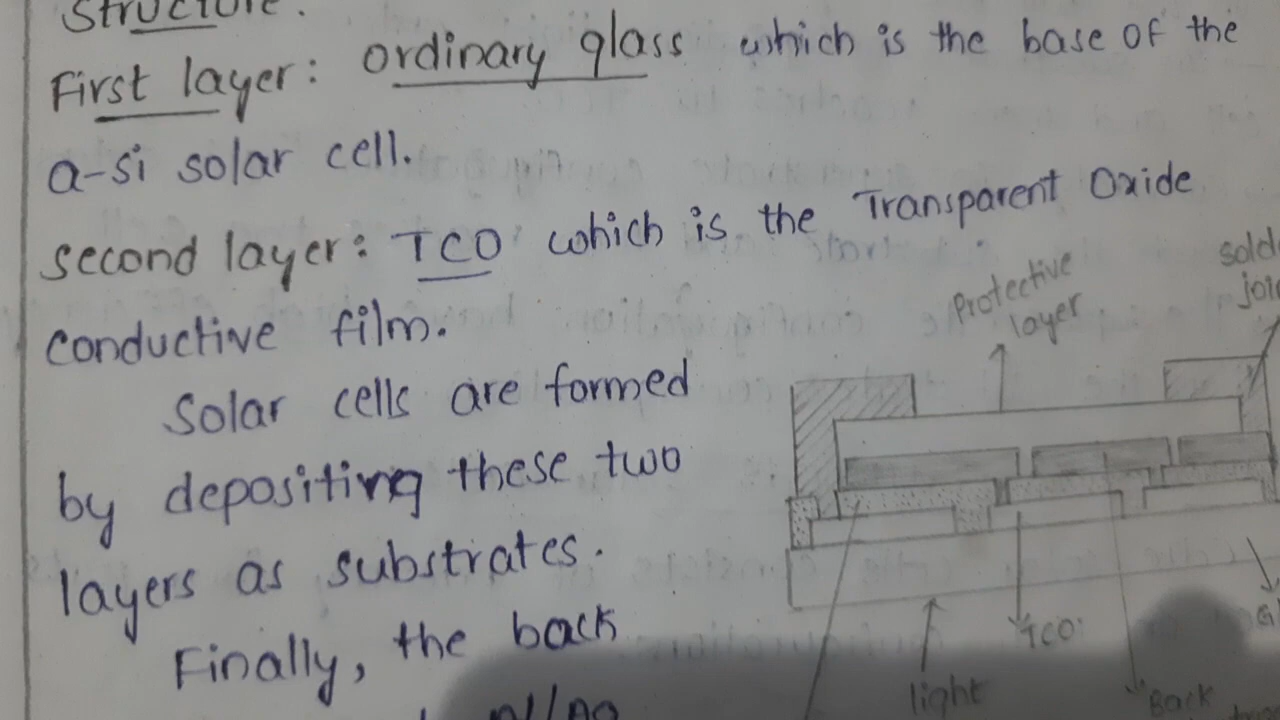 Structure.
First layer: ordinary glass which is the base of the
a-si solar cell.
second layer: TCO which is the Transparent Oxide
conductive film.
Solar cells are formed
by depositing these two
layers as substrates.
Finally, the back
Protective
layer
TCO
light
Back